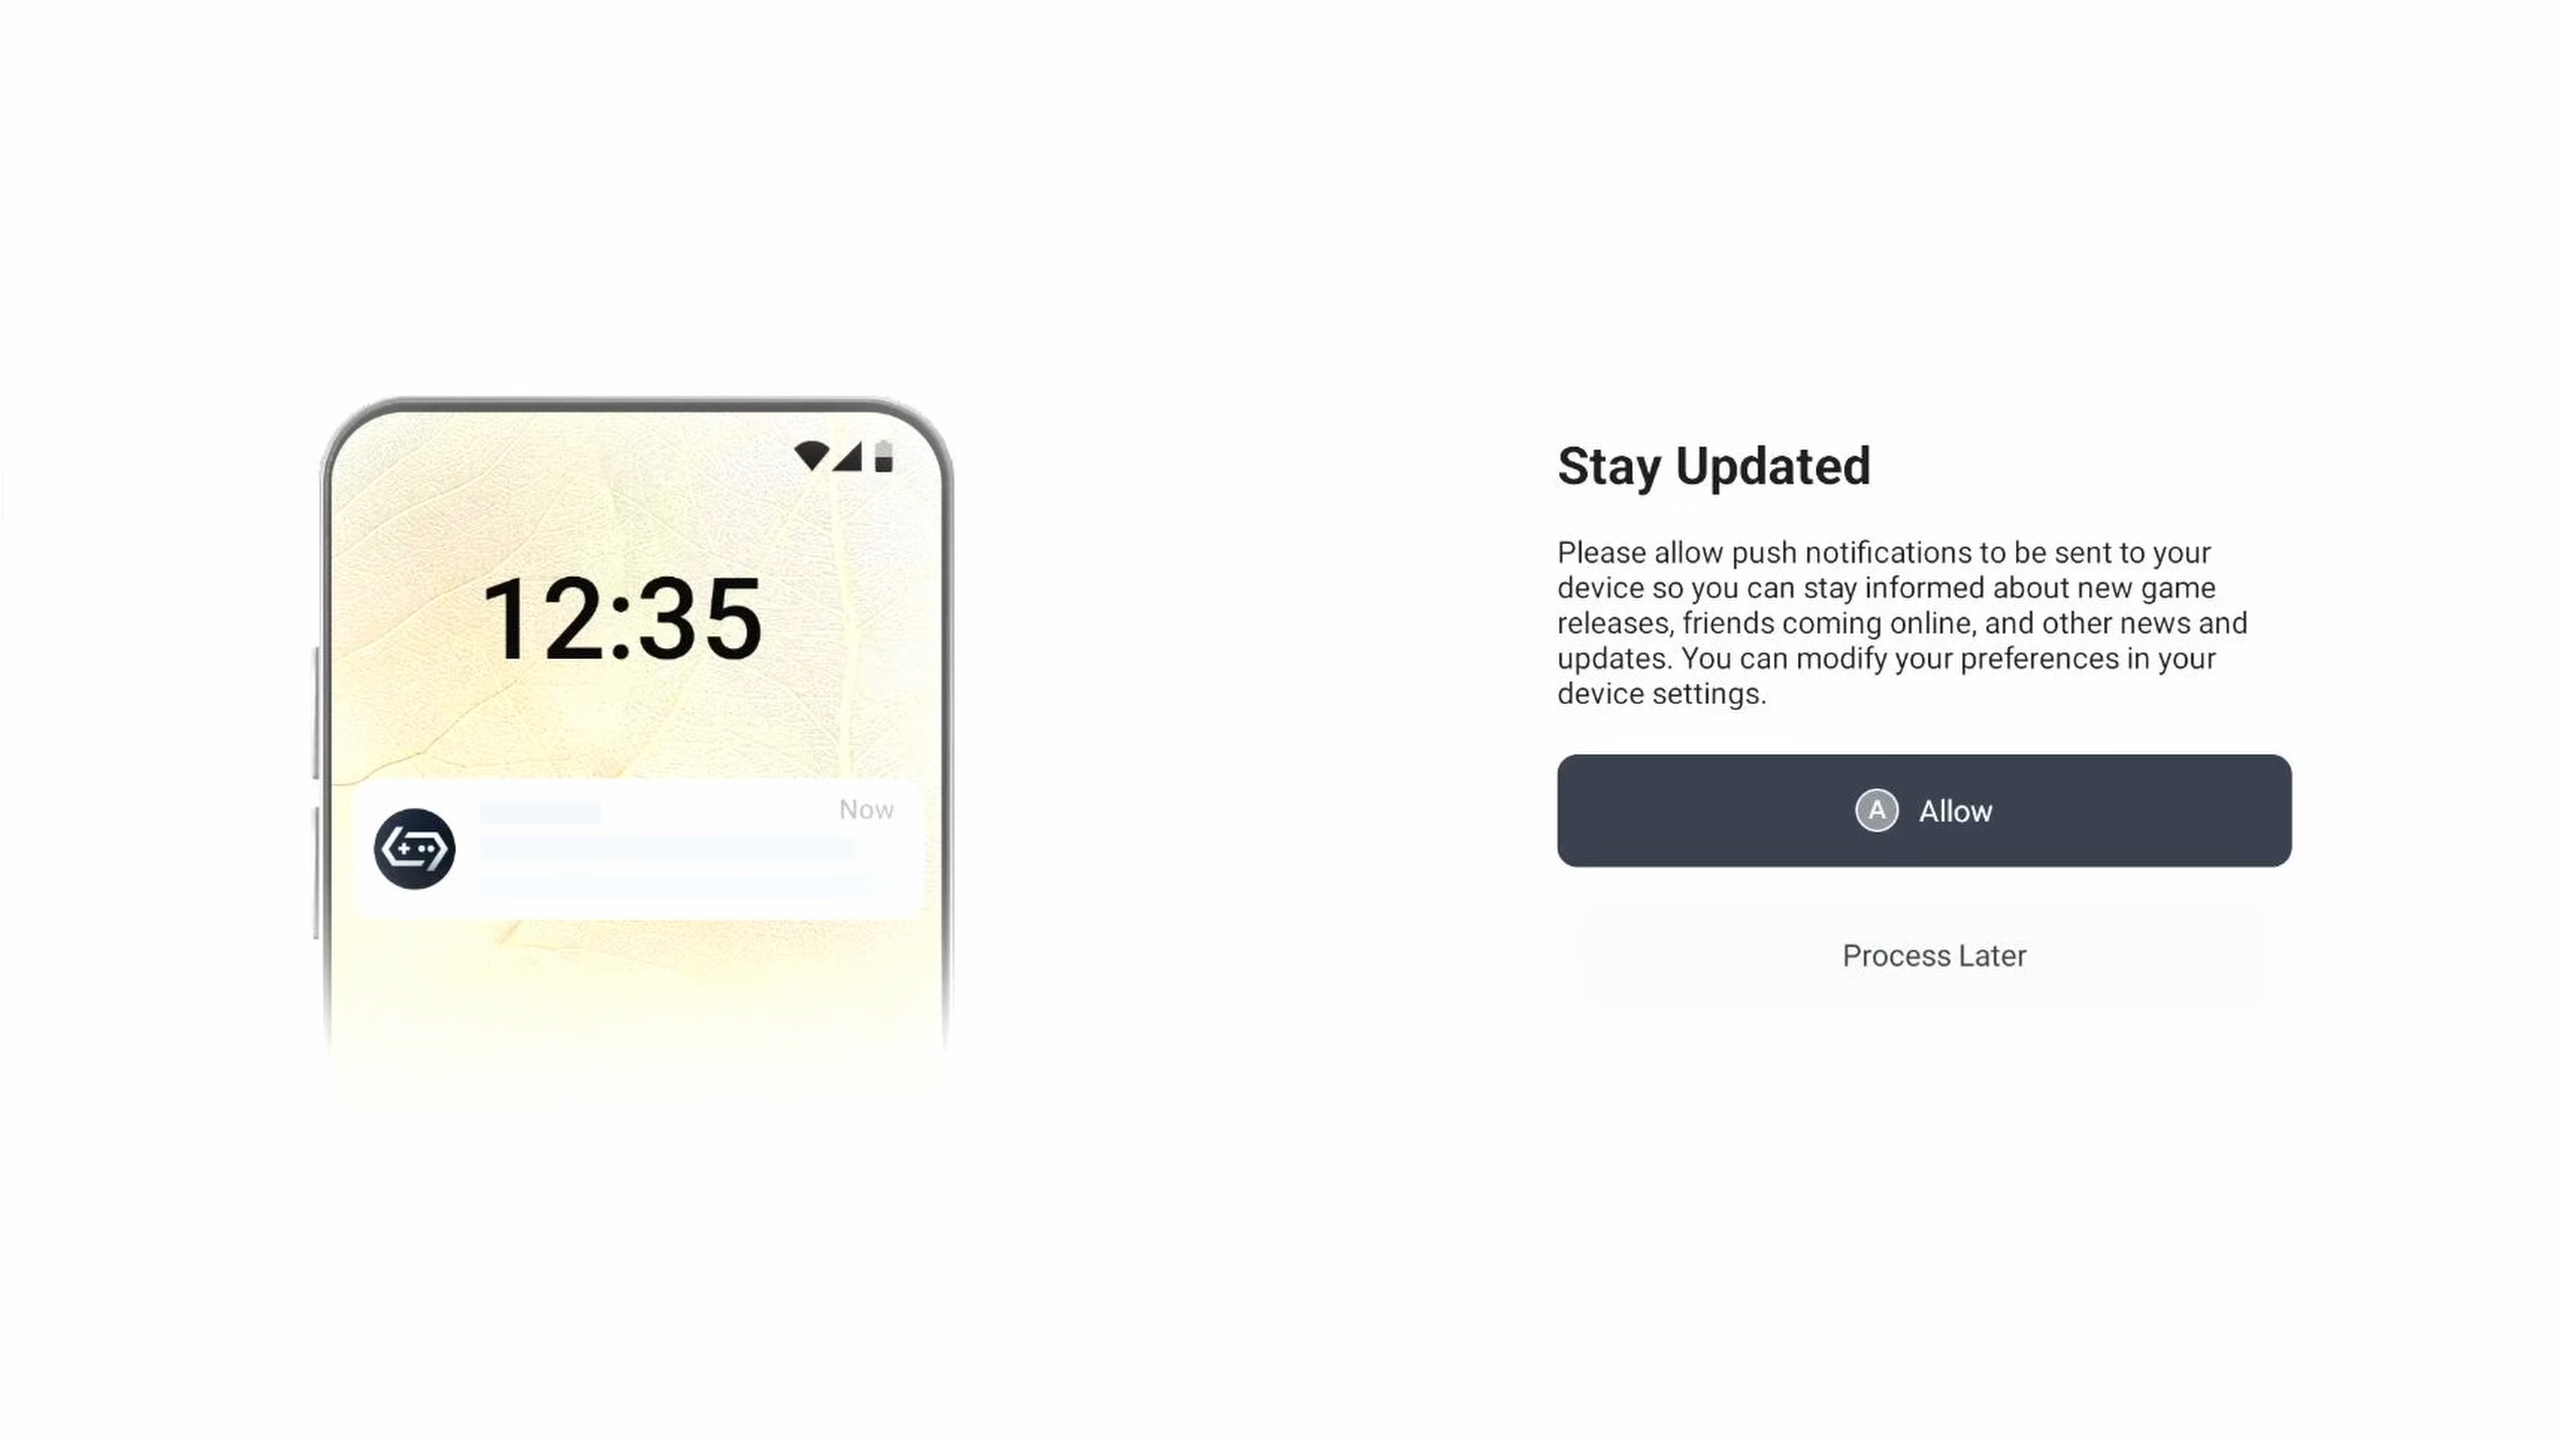 12:35
Now
Stay Updated
Please allow push notifications to be sent to your
device so you can stay informed about new game
releases, friends coming online, and other news and
updates. You can modify your preferences in your
device settings.
A Allow
Process Later